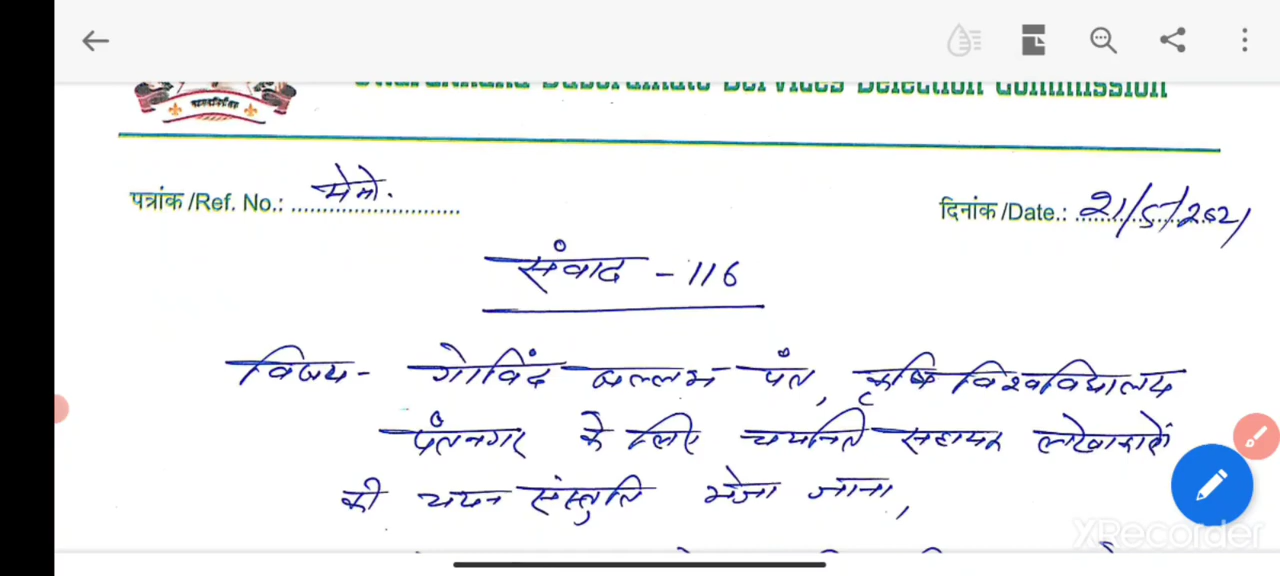 Uttarakhand Subordinate Services Selection Commission
पत्रांक /Ref. No.: मेमो.
दिनांक /Date.: 21/5/2021
संवाद - 116
विषय - गोविंद बल्लभ पंत, कृषि विश्वविद्यालय
पंतनगर के लिए चयनित सहायक लेखाकारों
की चयन संस्तुति भेजा जाना,
XRecorder